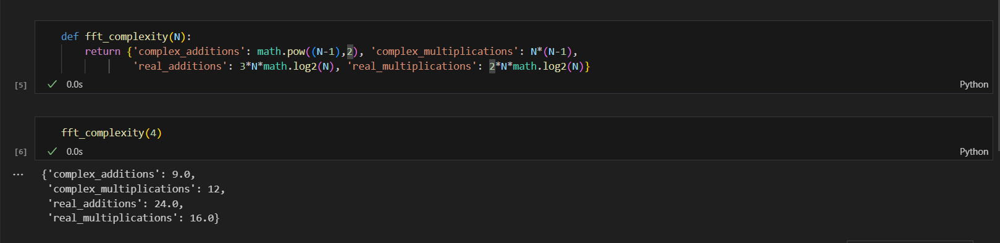 def fft_complexity(N):
return {'complex_additions': math.pow((N-1),2), 'complex_multiplications': N*(N-1),
'real_additions': 3*N*math.log2(N), 'real_multiplications': 2*N*math.log2(N)}
[5] ✓ 0.0s Python
fft_complexity(4)
[6] ✓ 0.0s Python
··· {'complex_additions': 9.0,
'complex_multiplications': 12,
'real_additions': 24.0,
'real_multiplications': 16.0}